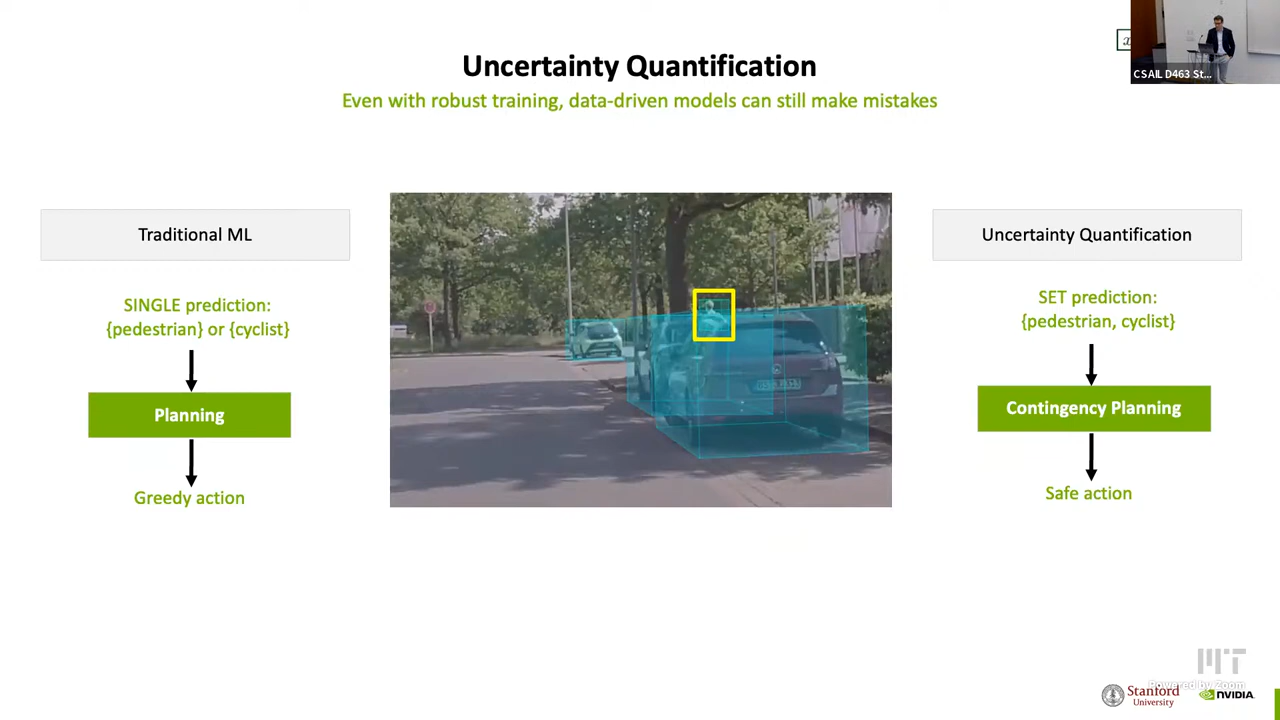 Uncertainty Quantification
Even with robust training, data-driven models can still make mistakes
x
CSAIL D463 St...
Traditional ML
SINGLE prediction:
{pedestrian} or {cyclist}
Planning
Greedy action
Uncertainty Quantification
SET prediction:
{pedestrian, cyclist}
Contingency Planning
Safe action
MIT
Powered by Zoom
Stanford
University
NVIDIA